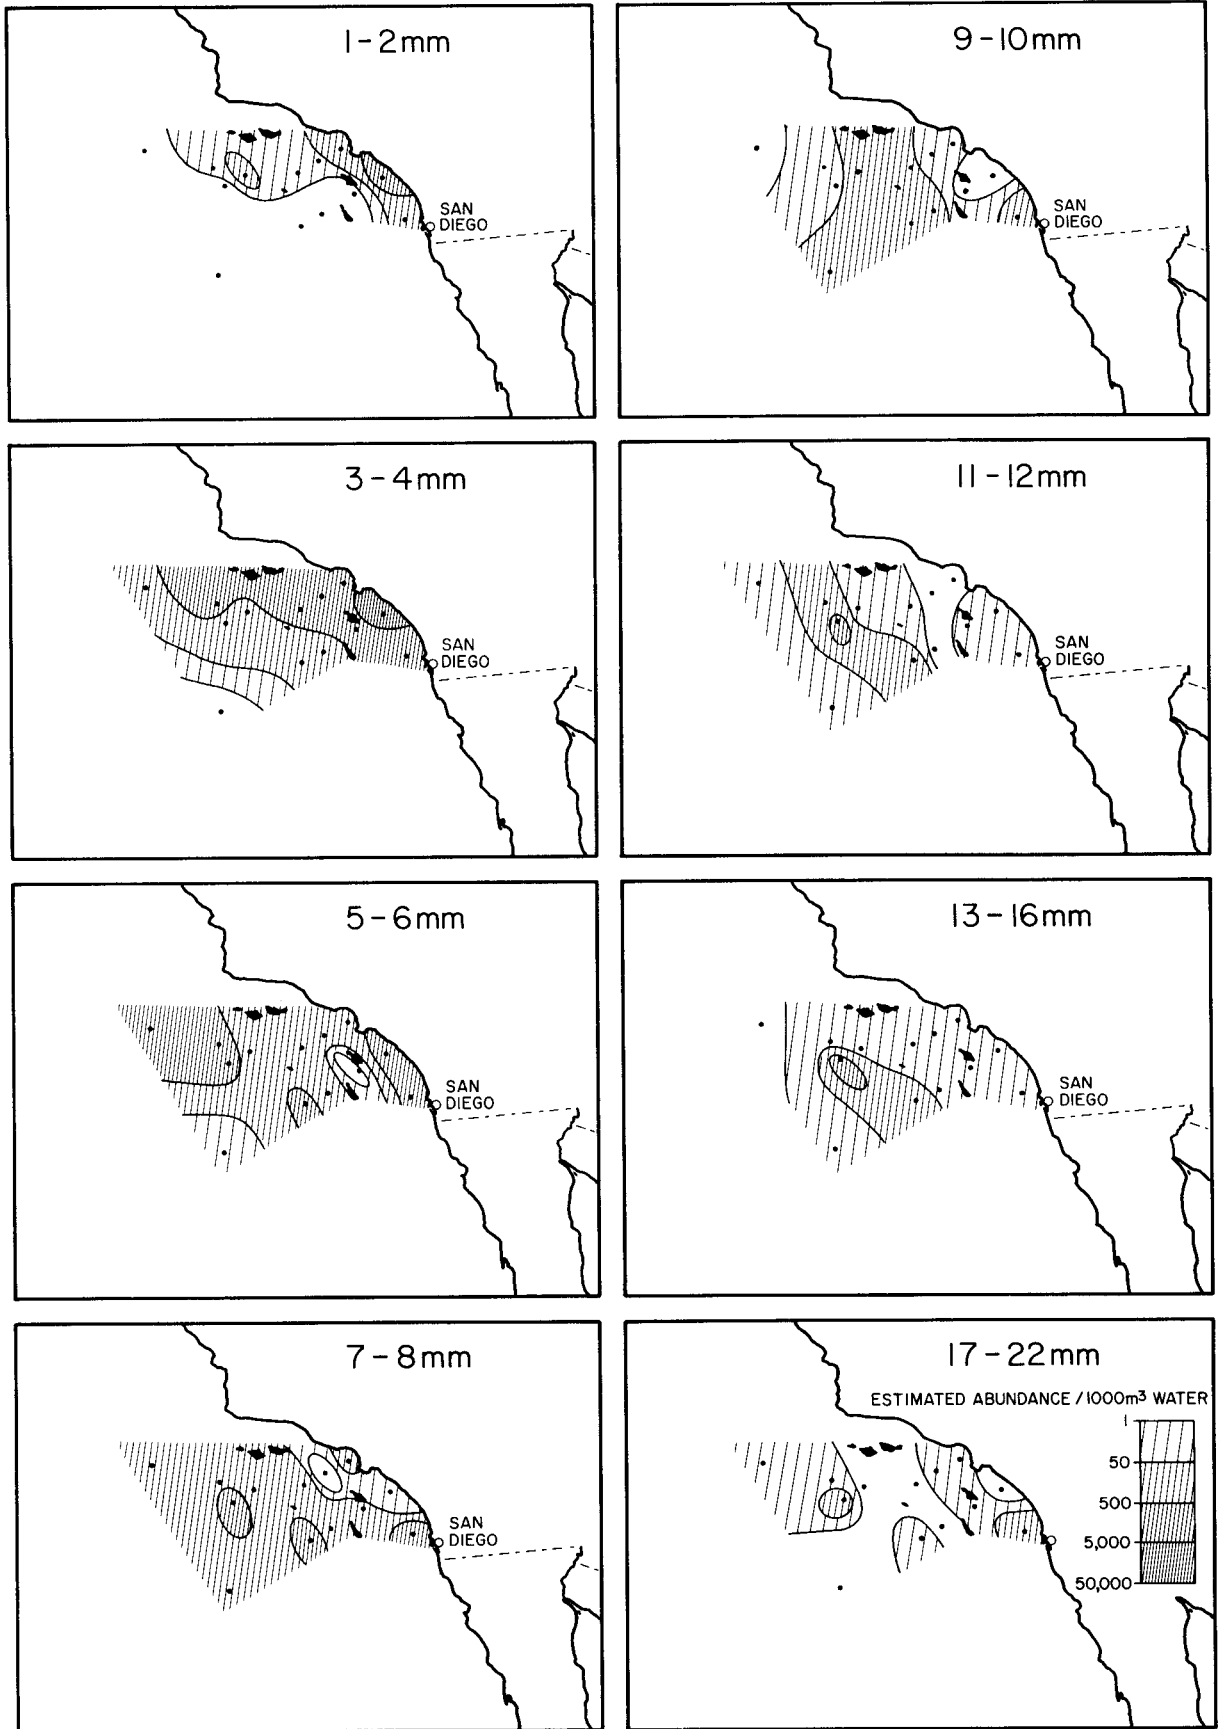 1-2mm
SAN
DIEGO
9-10mm
SAN
DIEGO
3-4mm
SAN
DIEGO
11-12mm
SAN
DIEGO
5-6mm
SAN
DIEGO
13-16mm
SAN
DIEGO
7-8mm
SAN
DIEGO
17-22mm
ESTIMATED ABUNDANCE / 1000m³ WATER
1
50
500
5,000
50,000